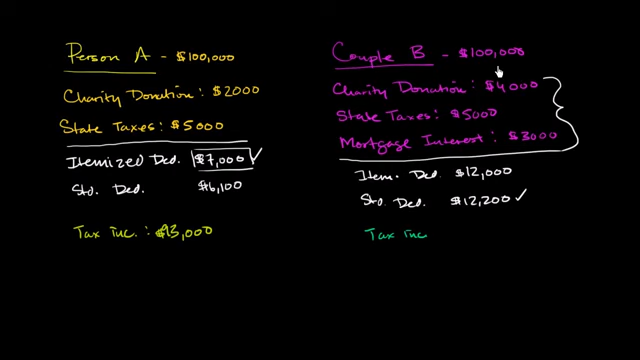 Person A - $100,000
Charity Donation : $2000
State Taxes : $5000
Itemized Ded. $7,000 ✓
Std. Ded. $6,100
Tax Inc. : $93,000
Couple B - $100,000
Charity Donation : $4000
State Taxes : $5000
Mortgage Interest : $3000
Item. Ded. $12,000
Std. Ded. $12,200 ✓
Tax Inc